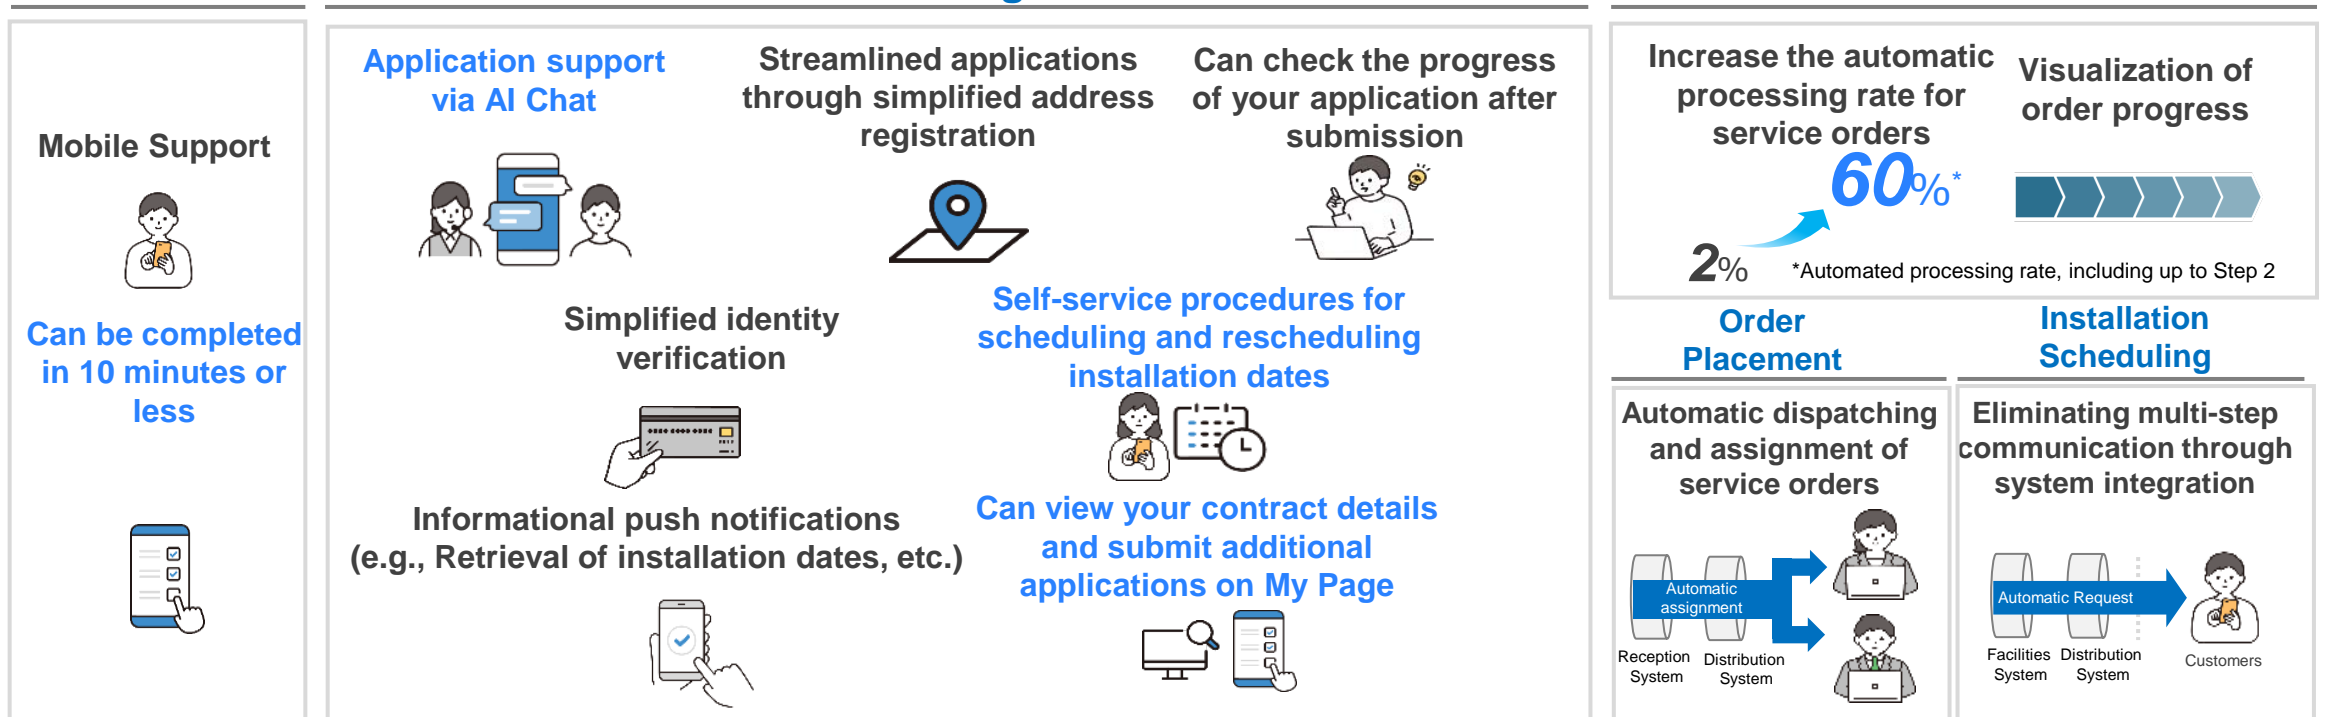 Mobile Support
Can be completed
in 10 minutes or
less
Application support
via AI Chat
Streamlined applications
through simplified address
registration
Can check the progress
of your application after
submission
Simplified identity
verification
Self-service procedures for
scheduling and rescheduling
installation dates
Informational push notifications
(e.g., Retrieval of installation dates, etc.)
Can view your contract details
and submit additional
applications on My Page
Increase the automatic
processing rate for
service orders
60%*
2%
Visualization of
order progress
*Automated processing rate, including up to Step 2
Order
Placement
Automatic dispatching
and assignment of
service orders
Automatic
assignment
Reception
System
Distribution
System
Installation
Scheduling
Eliminating multi-step
communication through
system integration
Automatic Request
Facilities
System
Distribution
System
Customers